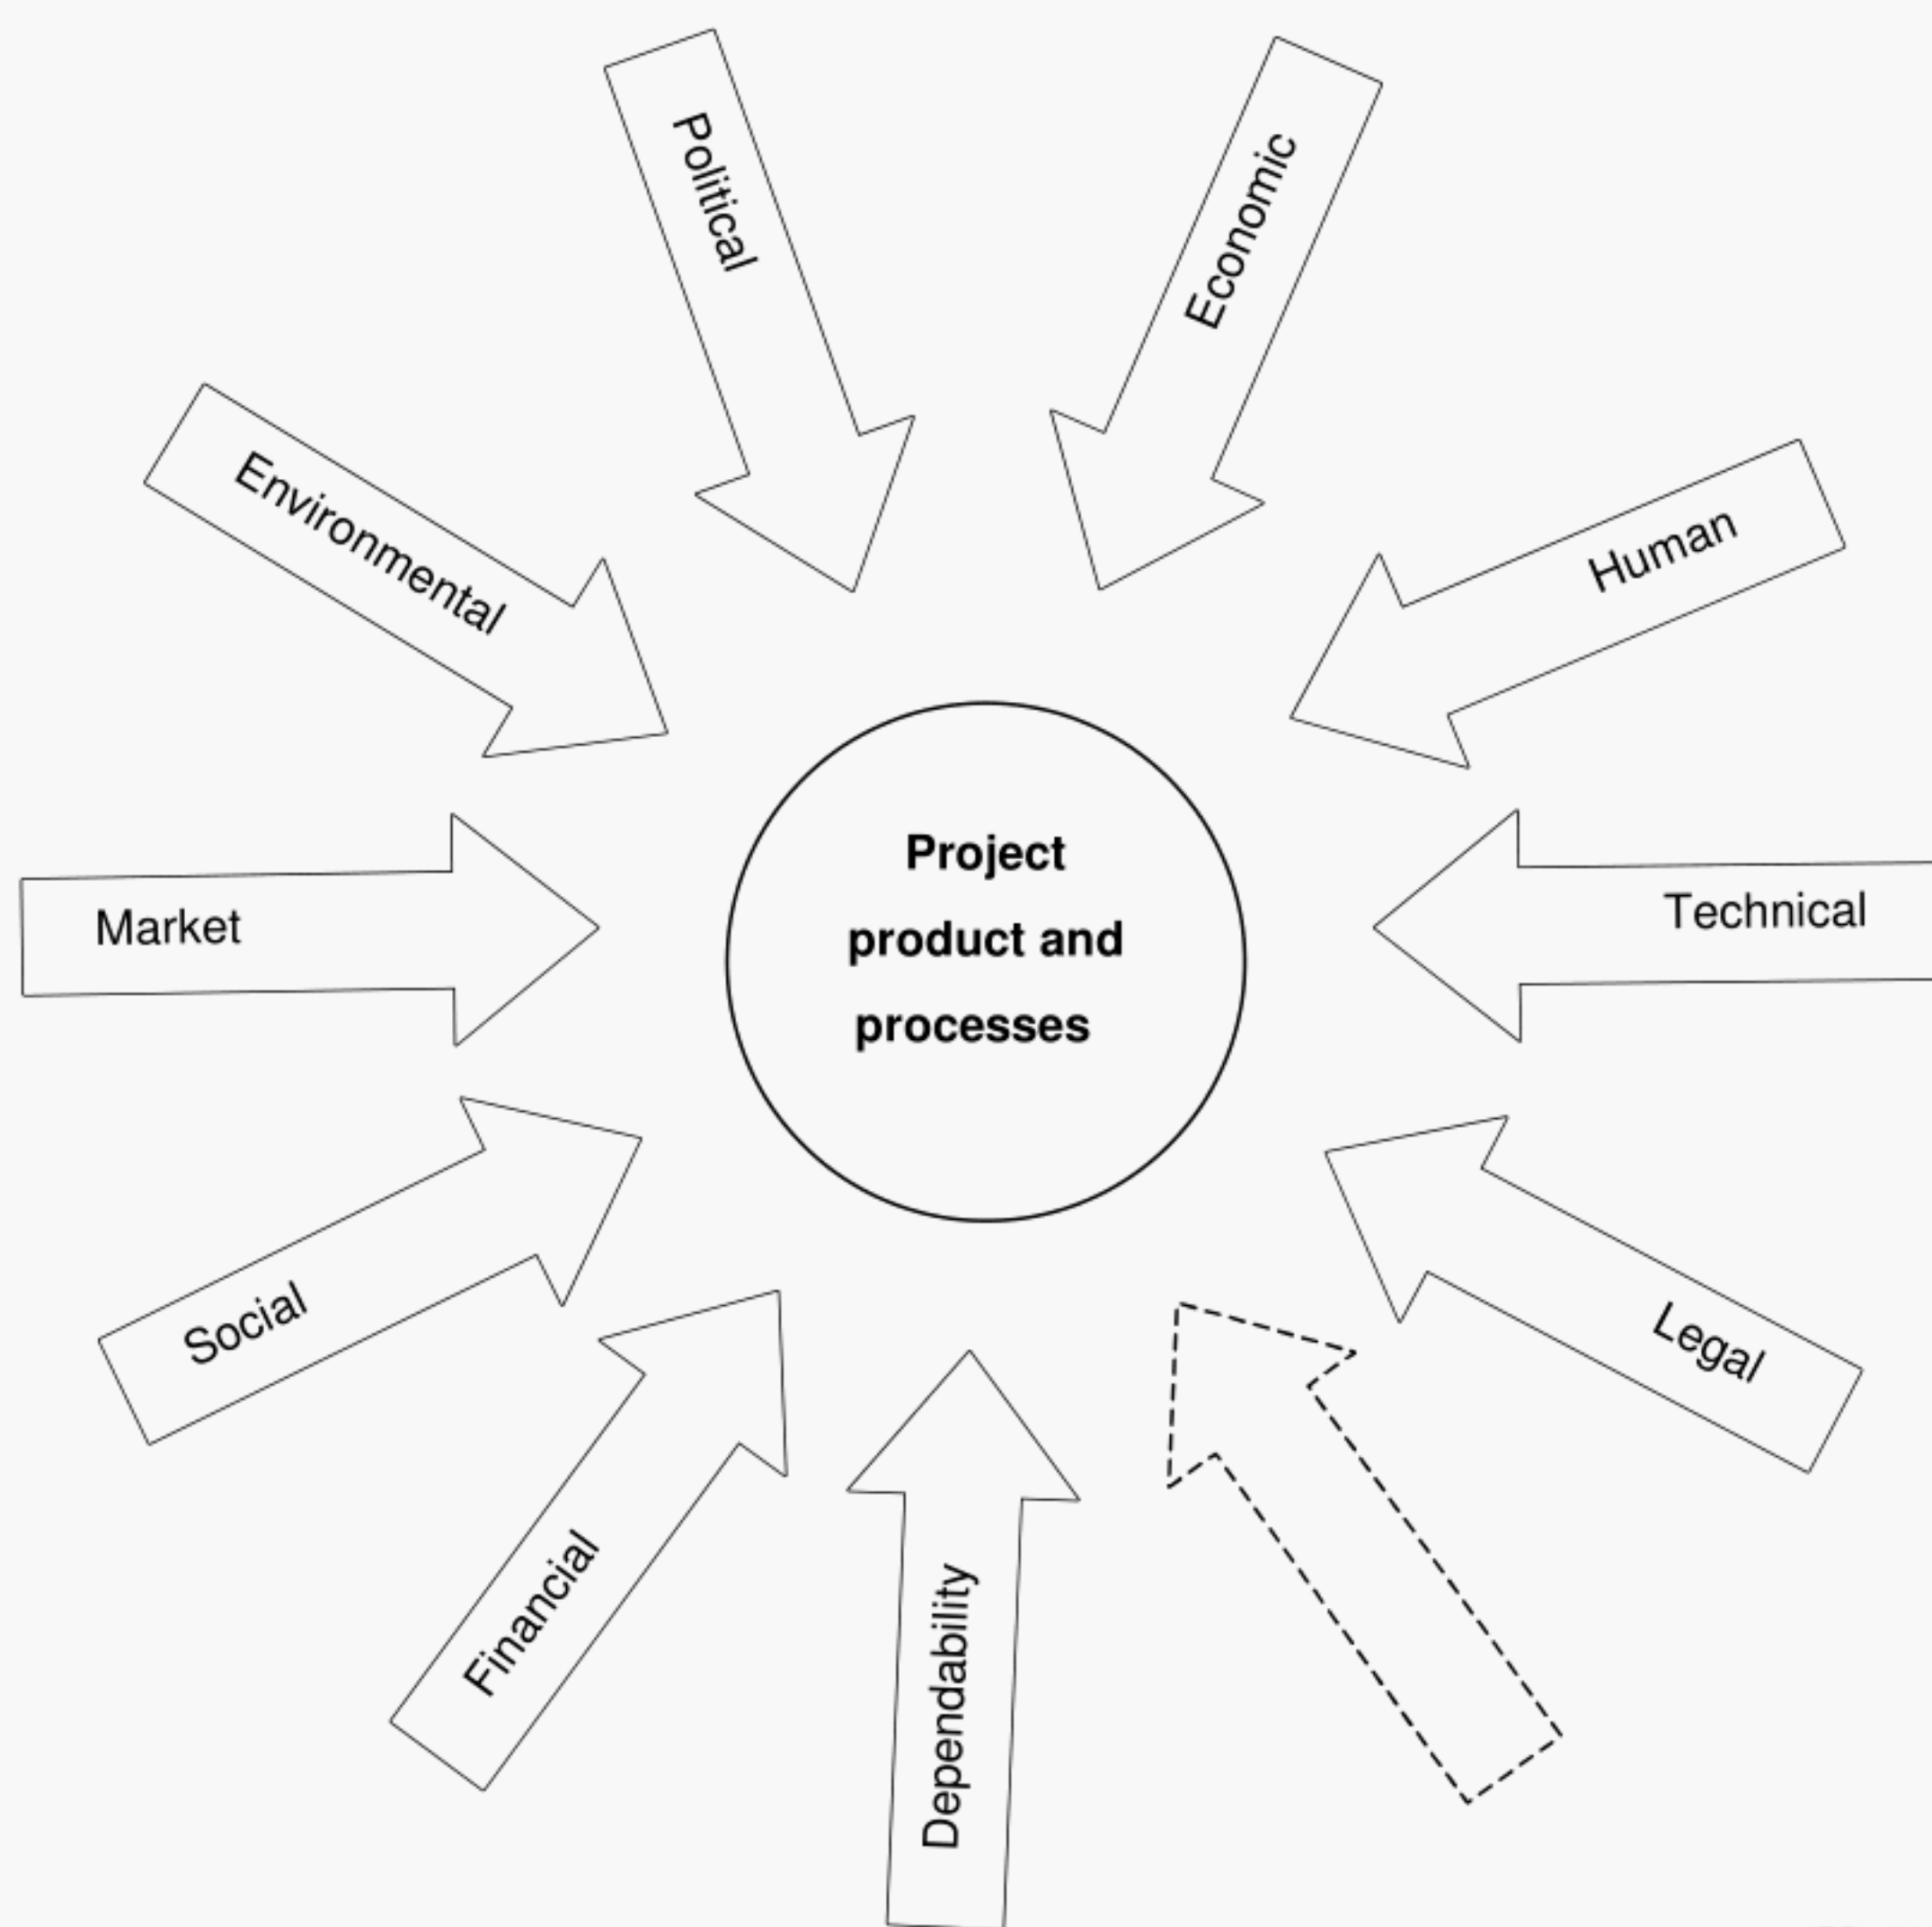 Political
Economic
Environmental
Human
Project
product and
processes
Market
Technical
Social
Legal
Financial
Dependability